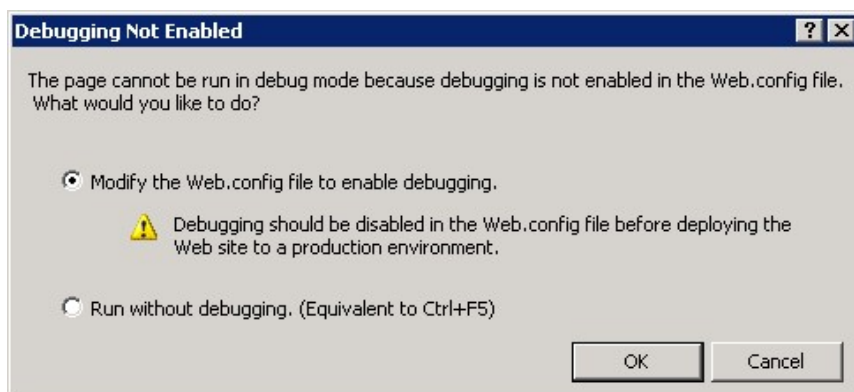 Debugging Not Enabled
The page cannot be run in debug mode because debugging is not enabled in the Web.config file.
What would you like to do?
Modify the Web.config file to enable debugging.
Debugging should be disabled in the Web.config file before deploying the
Web site to a production environment.
Run without debugging. (Equivalent to Ctrl+F5)
OK Cancel